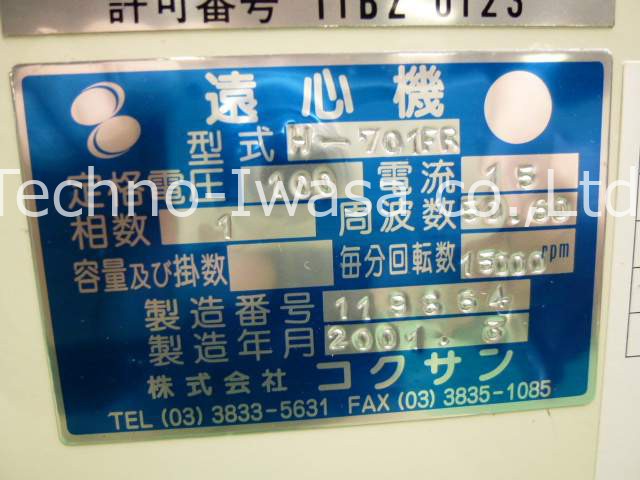 許可番号 11BZ 0123
遠心機
型式 H-701FR
定格電圧 100 電流 15
相数 1 周波数 50.60
容量及び掛数 毎分回転数 15000 rpm
製造番号 119864
製造年月 2001.
株式会社 コクサン
TEL (03) 3833-5631 FAX (03) 3835-1085
Techno-Iwasa co., Ltd